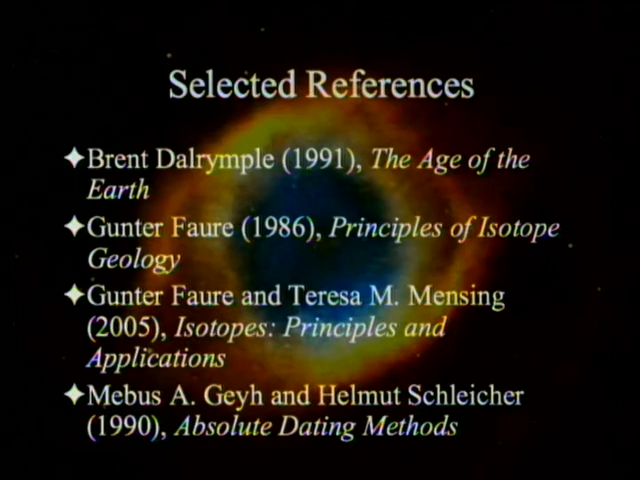 Selected References
✦Brent Dalrymple (1991), The Age of the
Earth
✦Gunter Faure (1986), Principles of Isotope
Geology
✦Gunter Faure and Teresa M. Mensing
(2005), Isotopes: Principles and
Applications
✦Mebus A. Geyh and Helmut Schleicher
(1990), Absolute Dating Methods